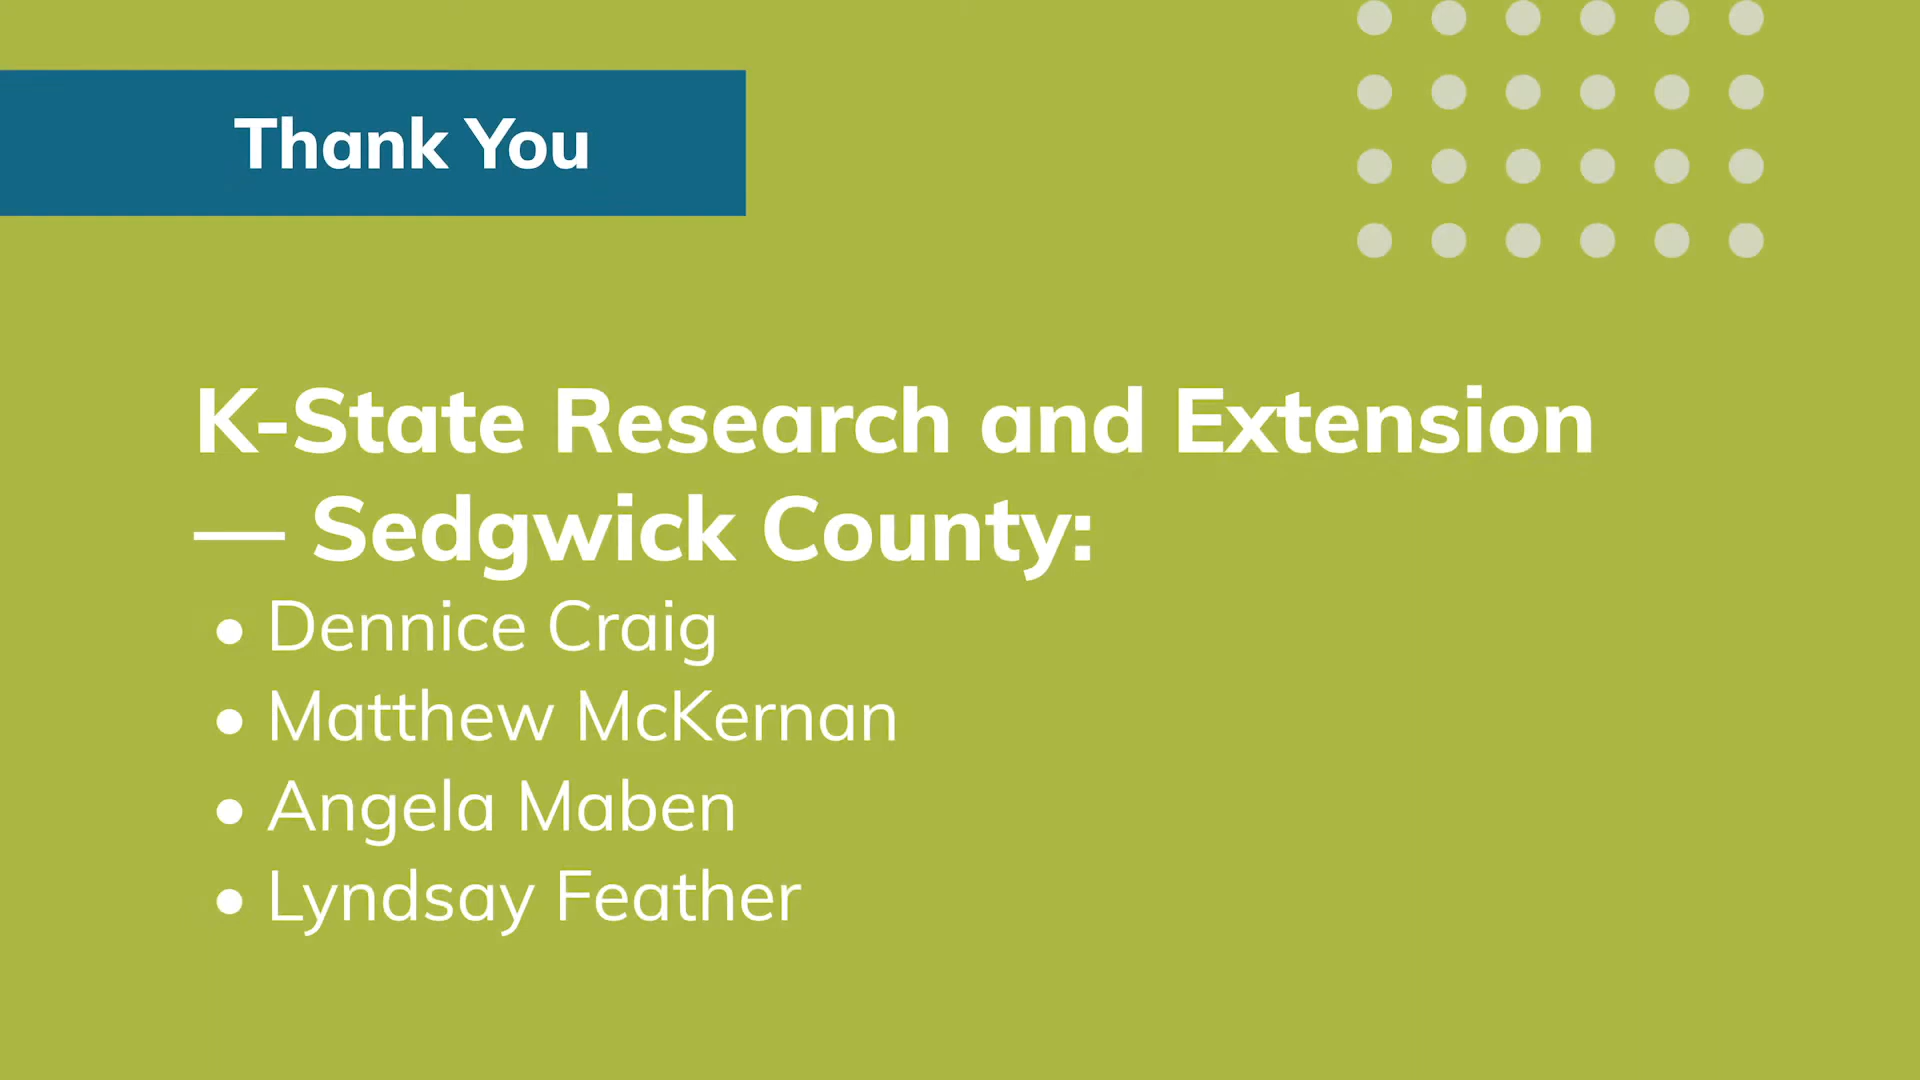 Thank You
K-State Research and Extension
— Sedgwick County:
• Dennice Craig
• Matthew McKernan
• Angela Maben
• Lyndsay Feather